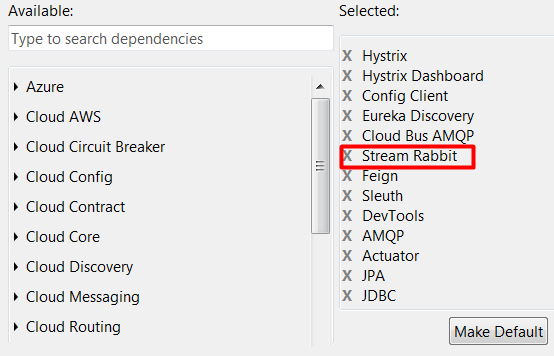 Available:
Type to search dependencies
Azure
Cloud AWS
Cloud Circuit Breaker
Cloud Config
Cloud Contract
Cloud Core
Cloud Discovery
Cloud Messaging
Cloud Routing
Selected:
X Hystrix
X Hystrix Dashboard
X Config Client
X Eureka Discovery
X Cloud Bus AMQP
X Stream Rabbit
X Feign
X Sleuth
X DevTools
X AMQP
X Actuator
X JPA
X JDBC
Make Default